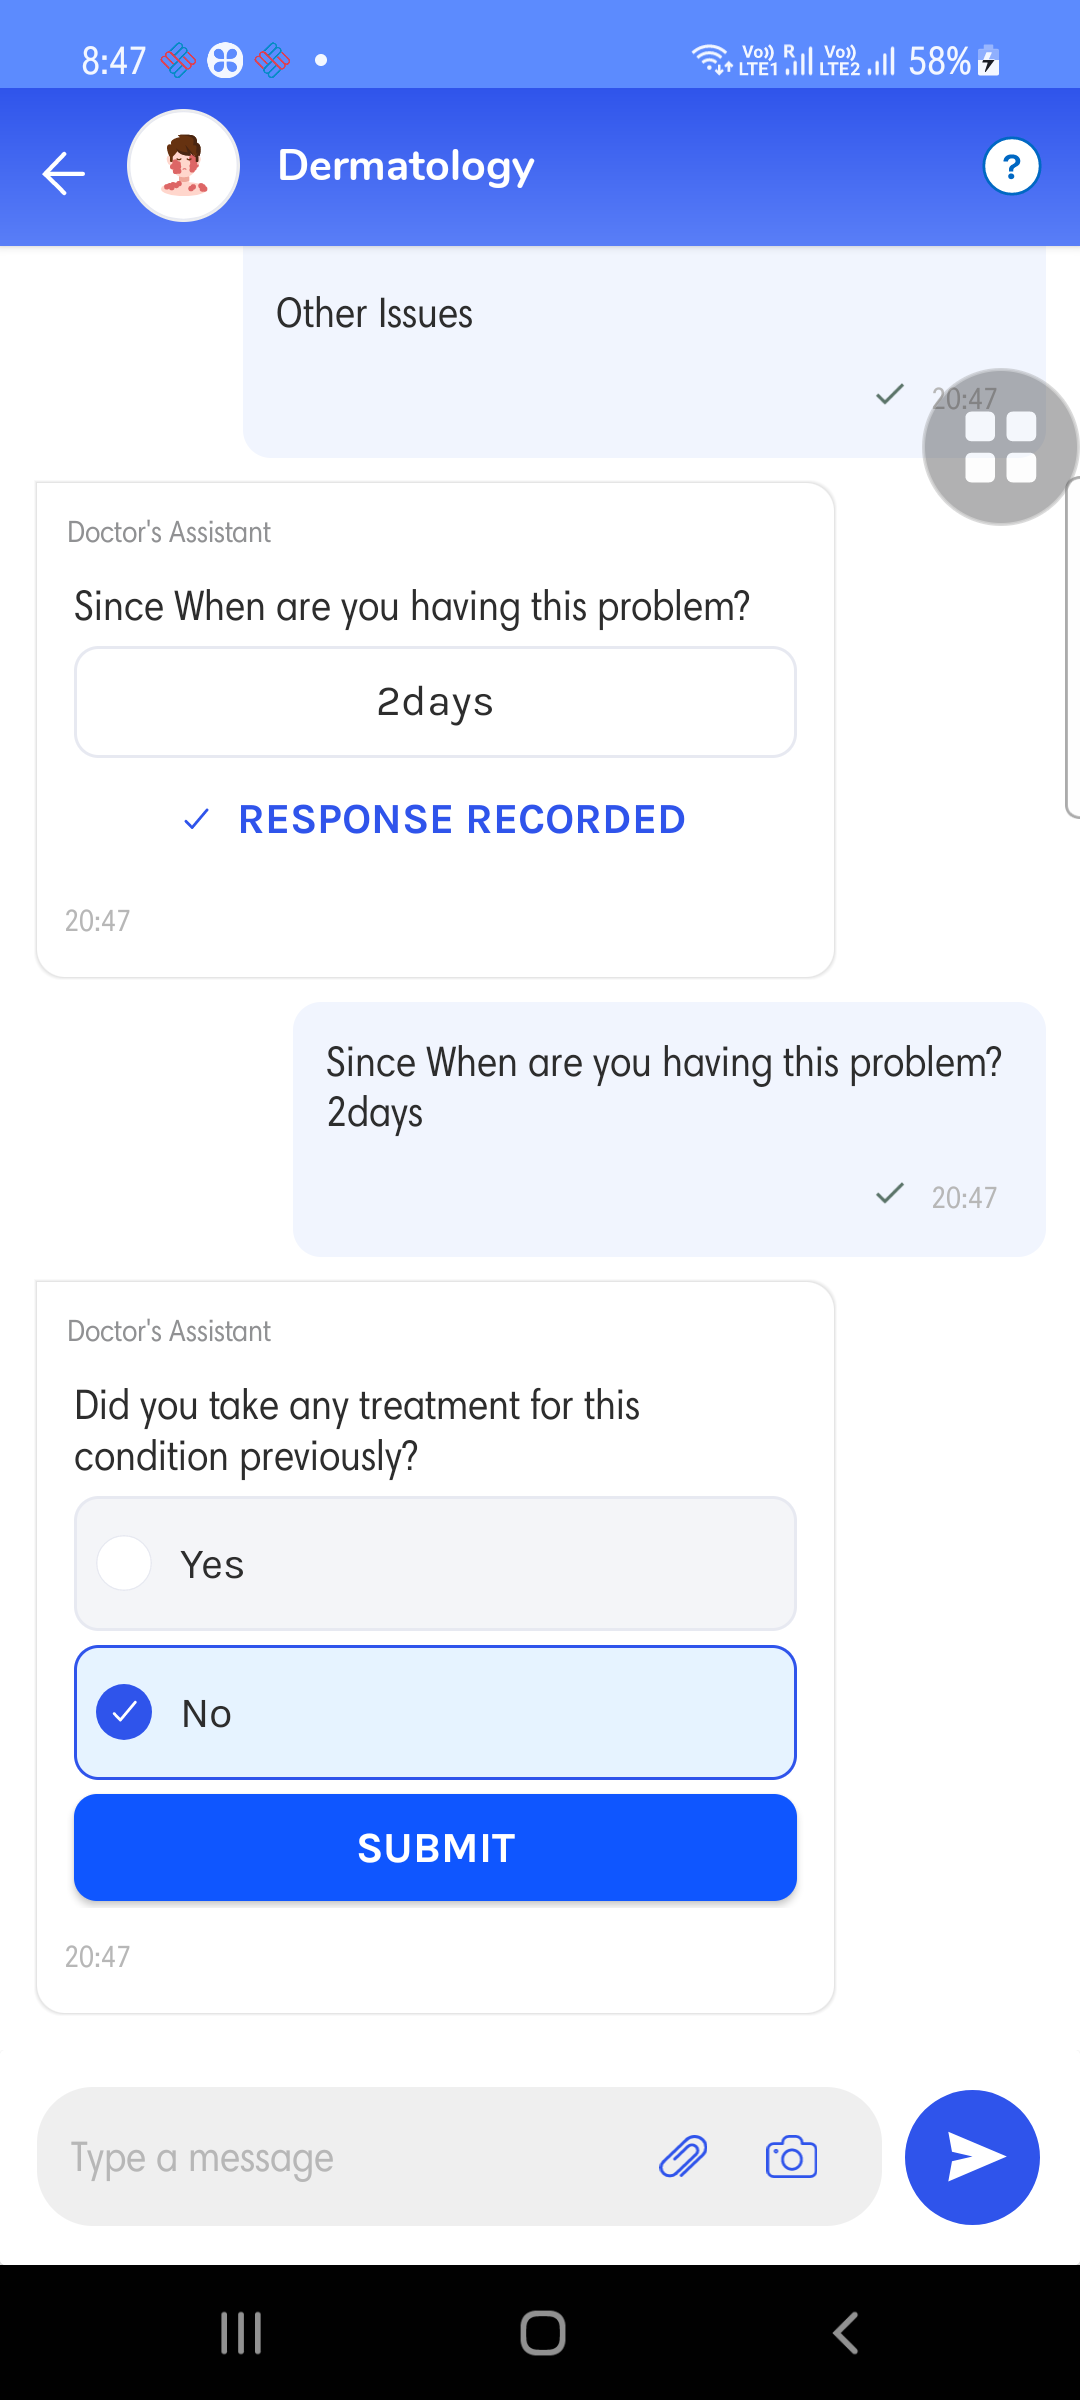 8:47
Vo)) R Vo))
LTE1 LTE2 58%
Dermatology
?
Other Issues
20:47
Doctor's Assistant
Since When are you having this problem?
2days
RESPONSE RECORDED
20:47
Since When are you having this problem?
2days
20:47
Doctor's Assistant
Did you take any treatment for this
condition previously?
Yes
No
SUBMIT
20:47
Type a message